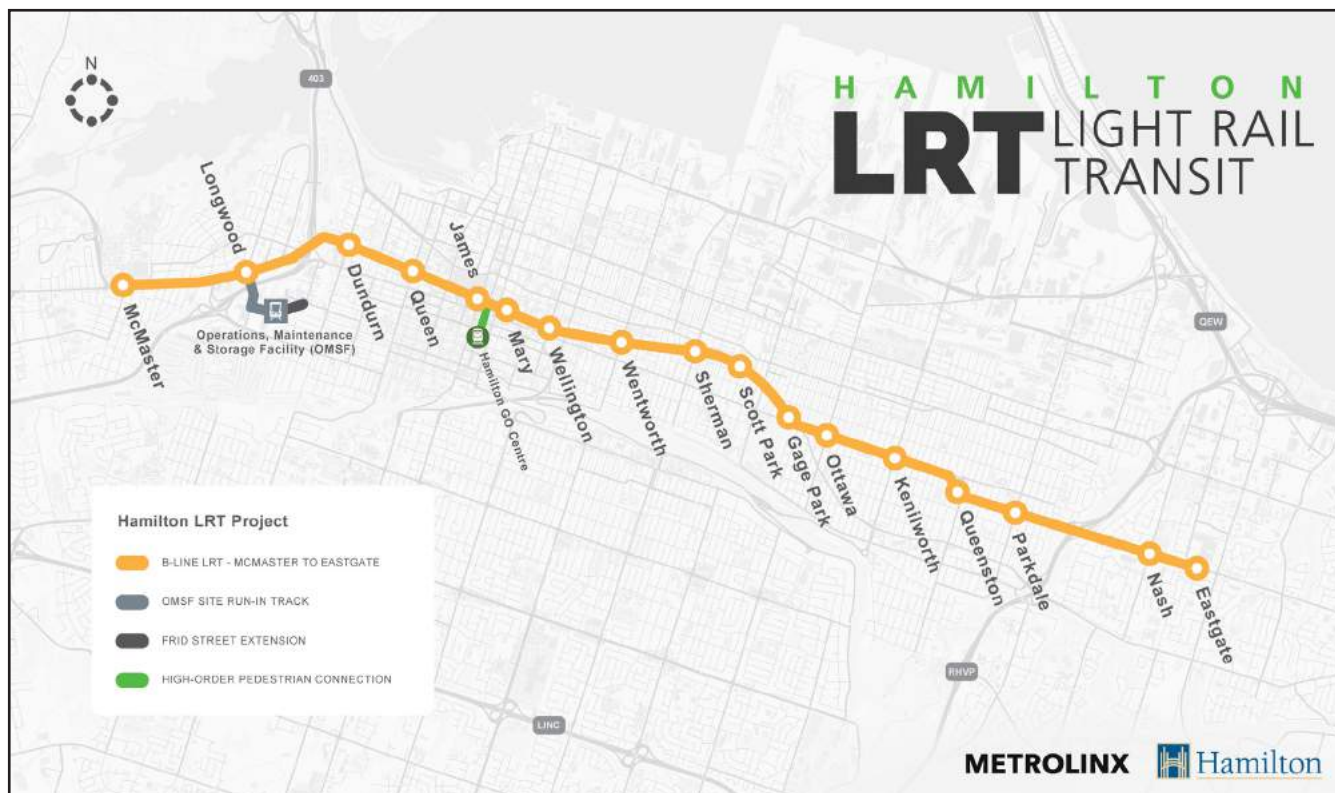 N
403
HAMILTON
LRT LIGHT RAIL
TRANSIT
Longwood
James
McMaster
Dundurn
Queen
Mary
Wellington
Wentworth
Sherman
Scott Park
Gage Park
Ottawa
Kenilworth
Queenston
Parkdale
Nash
Eastgate
Operations, Maintenance
& Storage Facility (OMSF)
Hamilton GO Centre
QEW
RHVP
LINC
Hamilton LRT Project
B-LINE LRT - MCMASTER TO EASTGATE
OMSF SITE RUN-IN TRACK
FRID STREET EXTENSION
HIGH-ORDER PEDESTRIAN CONNECTION
METROLINX
Hamilton